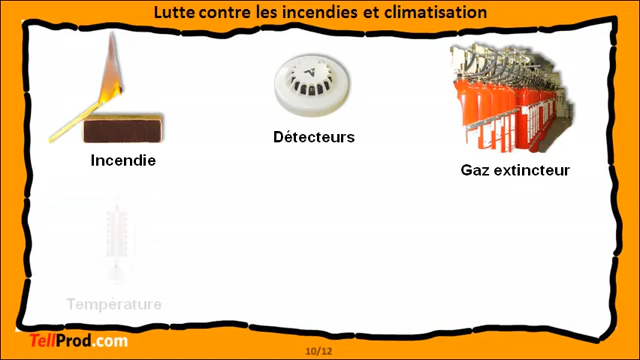 Lutte contre les incendies et climatisation
Détecteurs
Incendie
Gaz extincteur
Température
TellProd.com
10/12